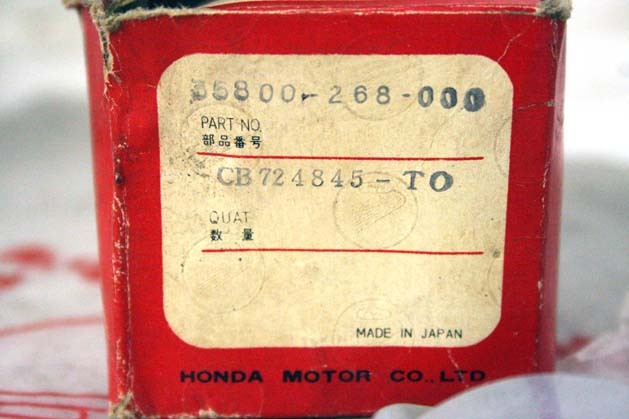 35800-268-000
PART NO.
部品番号
CB724845-TO
QUAT
数量
MADE IN JAPAN
HONDA MOTOR CO., LTD